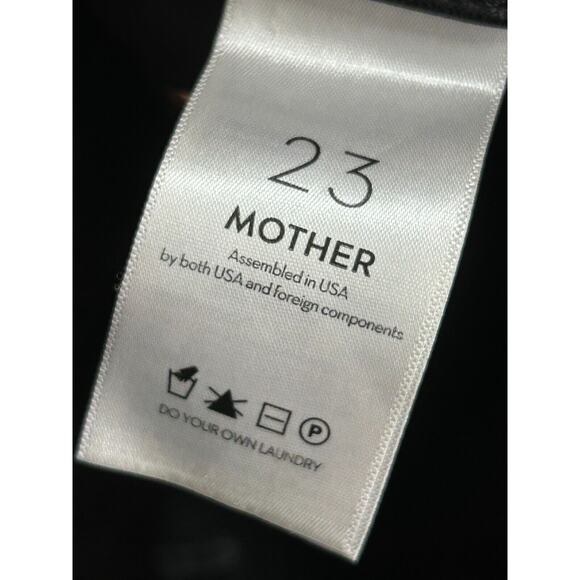 23
MOTHER
Assembled in USA
by both USA and foreign components
P
DO YOUR OWN LAUNDRY